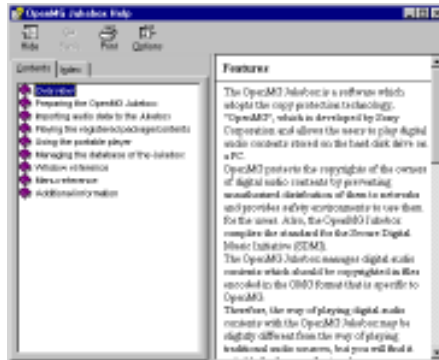 OpenMG Jukebox Help
Hide
Print
Options
Contents
Index
Overview
Preparing the OpenMG Jukebox
Importing audio data to the Jukebox
Playing the registered package/contents
Using the portable player
Managing the database of the Jukebox
Window reference
Menu reference
Additional information
Features
The OpenMG Jukebox is a software which
adopts the copy protection technology,
"OpenMG", which is developed by Sony
Corporation and allows the users to play digital
audio contents stored on the hard disk drive on
a PC.
OpenMG protects the copyrights of the owners
of digital audio contents by preventing
unauthorized distribution of them to networks
and provides safety environments to use them
for the users. Also, the OpenMG Jukebox
complies the standard for the Secure Digital
Music Initiative (SDMI).
The OpenMG Jukebox manages digital audio
contents which should be copyrighted in files
encoded in the OMG format that is specific to
OpenMG.
Therefore, the way of playing digital audio
contents with the OpenMG Jukebox may be
slightly different from the way of playing
traditional audio sources, but you will find it